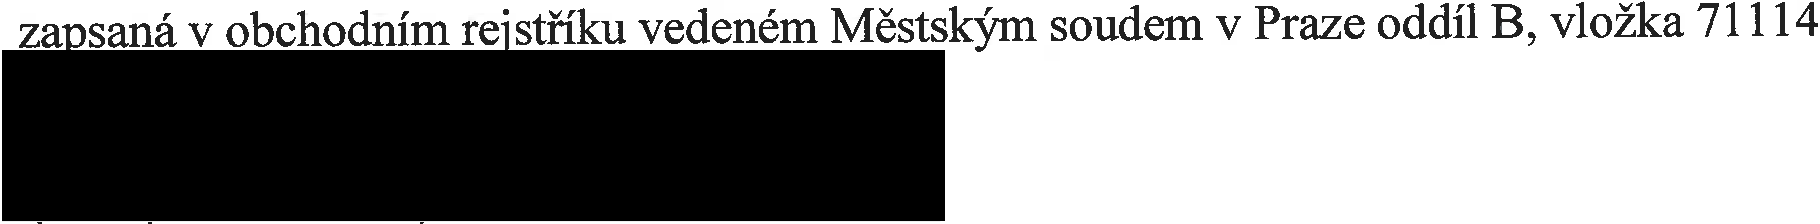 zapsaná v obchodním rejstříku vedeném Městským soudem v Praze oddíl B, vložka 71114